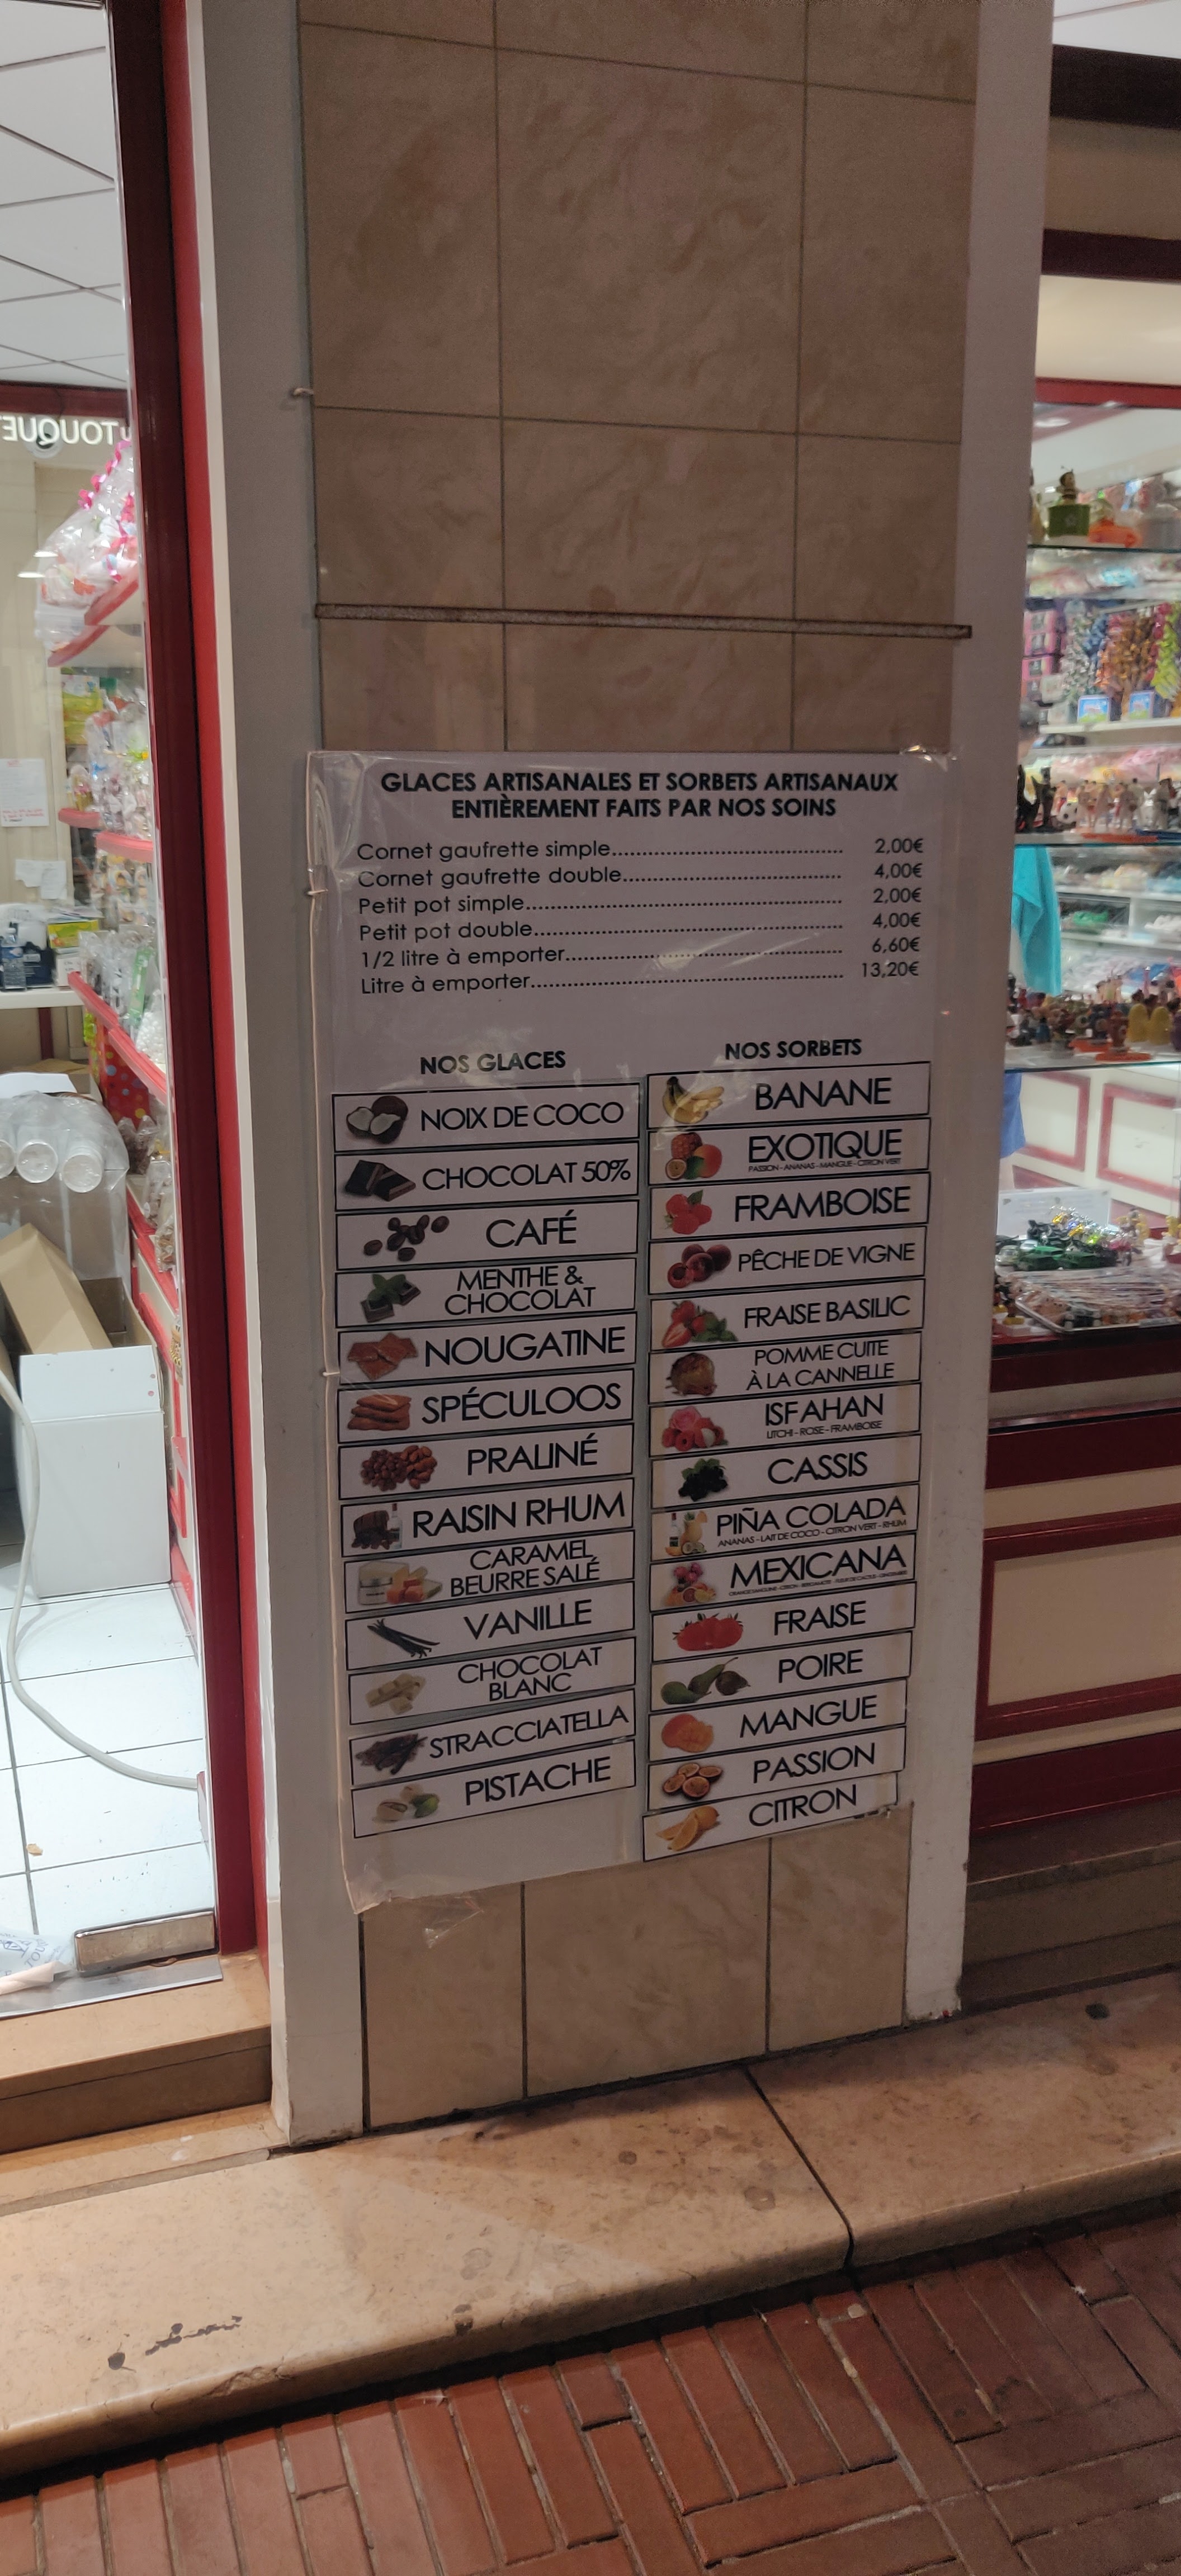 TOUQUET
GLACES ARTISANALES ET SORBETS ARTISANAUX
ENTIÈREMENT FAITS PAR NOS SOINS
Cornet gaufrette simple 2,00€
Cornet gaufrette double 4,00€
Petit pot simple 2,00€
Petit pot double 4,00€
1/2 litre à emporter 6,60€
Litre à emporter 13,20€
NOS GLACES
NOIX DE COCO
CHOCOLAT 50%
CAFÉ
MENTHE &
CHOCOLAT
NOUGATINE
SPÉCULOOS
PRALINÉ
RAISIN RHUM
CARAMEL
BEURRE SALÉ
VANILLE
CHOCOLAT
BLANC
STRACCIATELLA
PISTACHE
NOS SORBETS
BANANE
EXOTIQUE
PASSION - ANANAS - MANGUE - CITRON VERT
FRAMBOISE
PÊCHE DE VIGNE
FRAISE BASILIC
POMME CUITE
À LA CANNELLE
ISFAHAN
LITCHI - ROSE - FRAMBOISE
CASSIS
PIÑA COLADA
ANANAS - LAIT DE COCO - CITRON VERT - RHUM
MEXICANA
FRAISE
POIRE
MANGUE
PASSION
CITRON